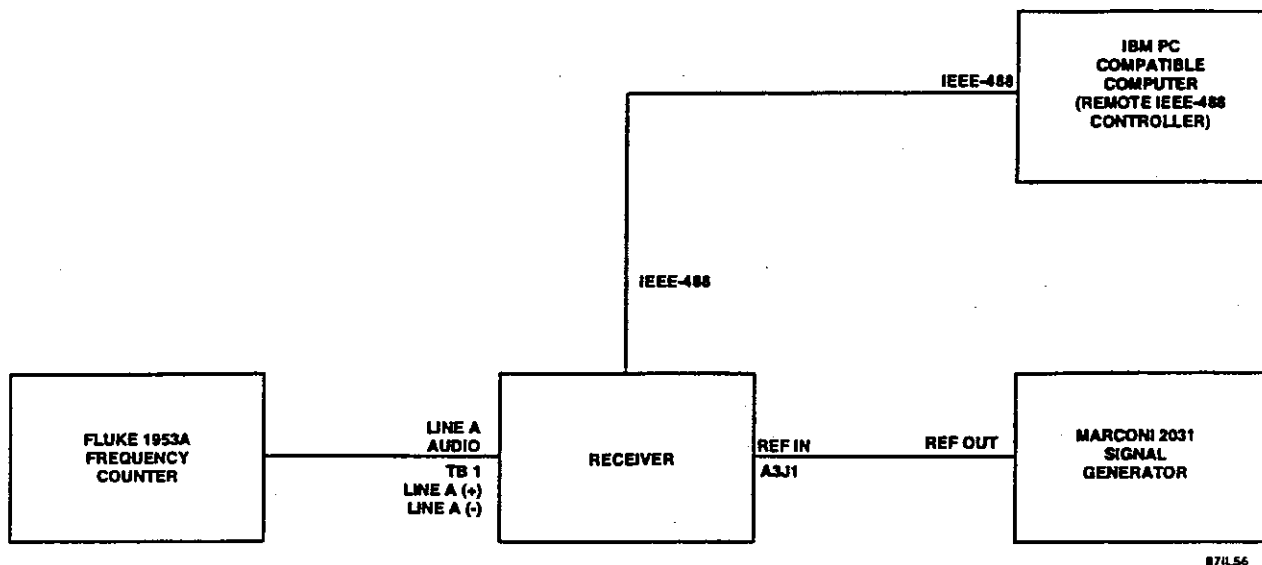 IBM PC
COMPATIBLE
COMPUTER
(REMOTE IEEE-488
CONTROLLER)
IEEE-488
IEEE-488
FLUKE 1953A
FREQUENCY
COUNTER
LINE A
AUDIO
TB 1
LINE A (+)
LINE A (-)
RECEIVER
REF IN
A3J1
REF OUT
MARCONI 2031
SIGNAL
GENERATOR